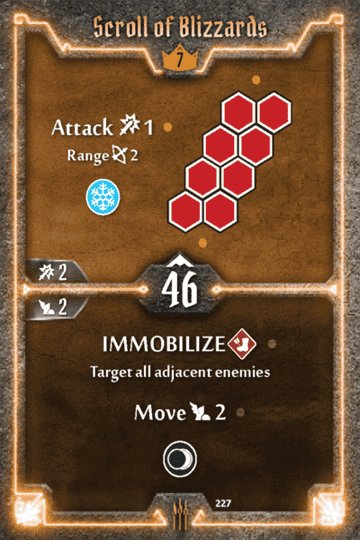 Scroll of Blizzards
7
Attack 1
Range 2
2
46
2
IMMOBILIZE
Target all adjacent enemies
Move 2
227